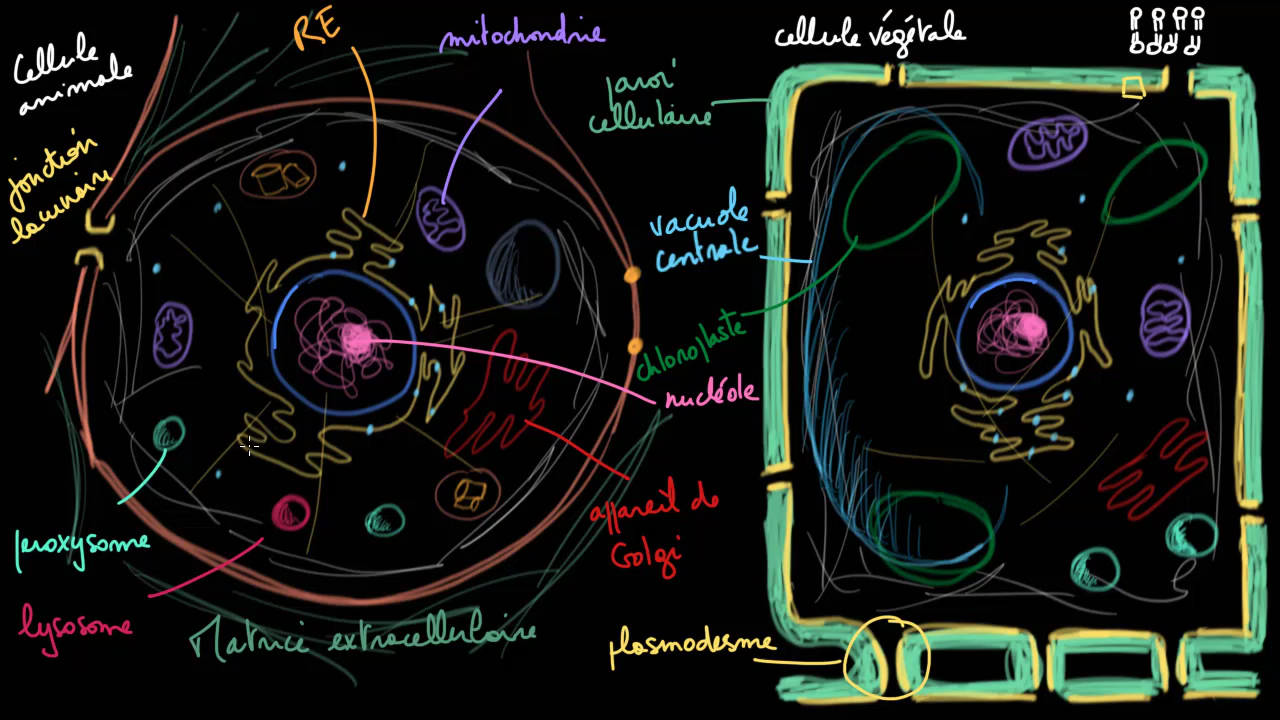 cellule
animale
RE
mitochondrie
jonction
lacunaire
peroxysome
lysosome
Matrice extracellulaire
cellule végétale
paroi
cellulaire
vacuole
centrale
chloroplaste
nucléole
appareil de
Golgi
plasmodesme